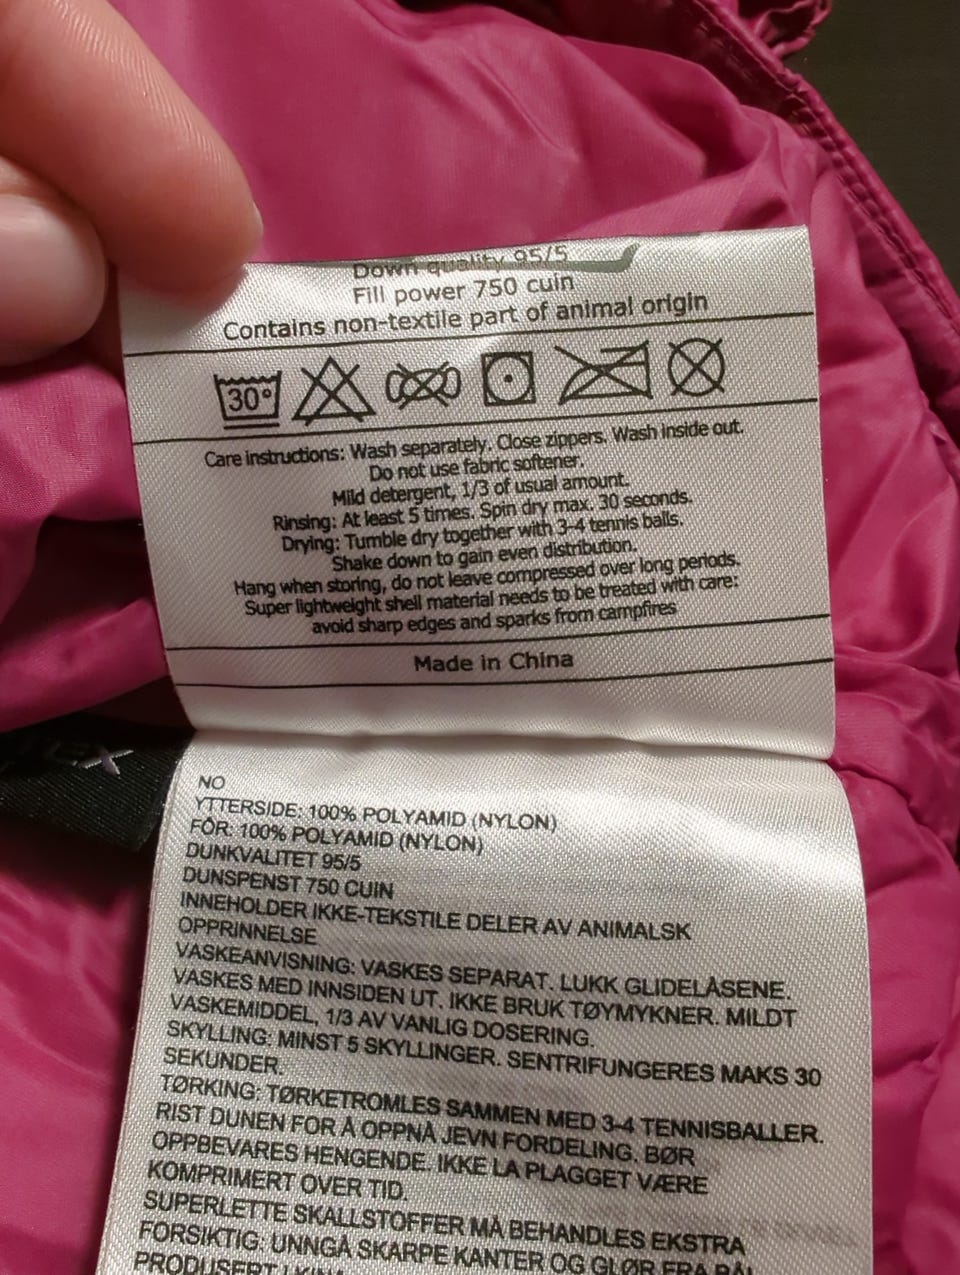 Down quality 95/5
Fill power 750 cuin
Contains non-textile part of animal origin
30°
Care instructions: Wash separately. Close zippers. Wash inside out.
Do not use fabric softener.
Mild detergent, 1/3 of usual amount.
Rinsing: At least 5 times. Spin dry max. 30 seconds.
Drying: Tumble dry together with 3-4 tennis balls.
Shake down to gain even distribution.
Hang when storing, do not leave compressed over long periods.
Super lightweight shell material needs to be treated with care:
avoid sharp edges and sparks from campfires
Made in China
NO
YTTERSIDE: 100% POLYAMID (NYLON)
FÔR: 100% POLYAMID (NYLON)
DUNKVALITET 95/5
DUNSPENST 750 CUIN
INNEHOLDER IKKE-TEKSTILE DELER AV ANIMALSK
OPPRINNELSE
VASKEANVISNING: VASKES SEPARAT. LUKK GLIDELÅSENE.
VASKES MED INNSIDEN UT. IKKE BRUK TØYMYKNER. MILDT
VASKEMIDDEL, 1/3 AV VANLIG DOSERING.
SKYLLING: MINST 5 SKYLLINGER. SENTRIFUNGERES MAKS 30
SEKUNDER.
TØRKING: TØRKETROMLES SAMMEN MED 3-4 TENNISBALLER.
RIST DUNEN FOR Å OPPNÅ JEVN FORDELING. BØR
OPPBEVARES HENGENDE. IKKE LA PLAGGET VÆRE
KOMPRIMERT OVER TID.
SUPERLETTE SKALLSTOFFER MÅ BEHANDLES EKSTRA
FORSIKTIG: UNNGÅ SKARPE KANTER OG GLØR FRA BÅL
PRODUSERT I KINA